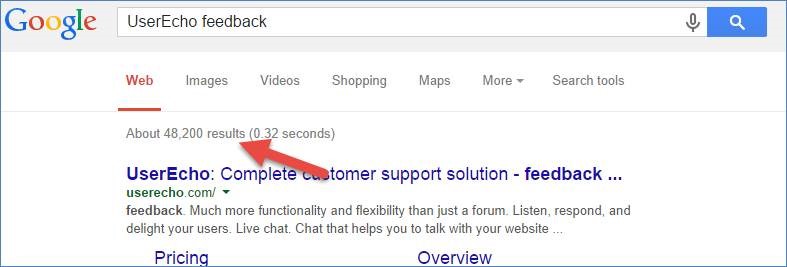 Google UserEcho feedback
Web Images Videos Shopping Maps More Search tools
About 48,200 results (0.32 seconds)
UserEcho: Complete customer support solution - feedback ...
userecho.com/
feedback. Much more functionality and flexibility than just a forum. Listen, respond, and
delight your users. Live chat. Chat that helps you to talk with your website ...
Pricing Overview